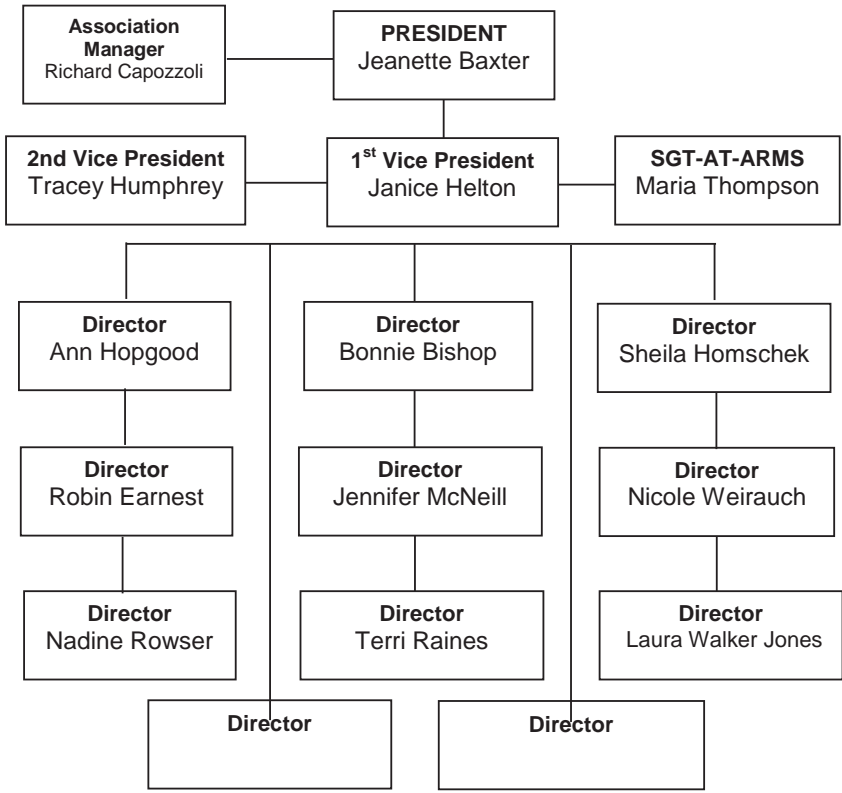 Association
Manager
Richard Capozzoli
PRESIDENT
Jeanette Baxter
2nd Vice President
Tracey Humphrey
1st Vice President
Janice Helton
SGT-AT-ARMS
Maria Thompson
Director
Ann Hopgood
Director
Bonnie Bishop
Director
Sheila Homschek
Director
Robin Earnest
Director
Jennifer McNeill
Director
Nicole Weirauch
Director
Nadine Rowser
Director
Terri Raines
Director
Laura Walker Jones
Director
Director